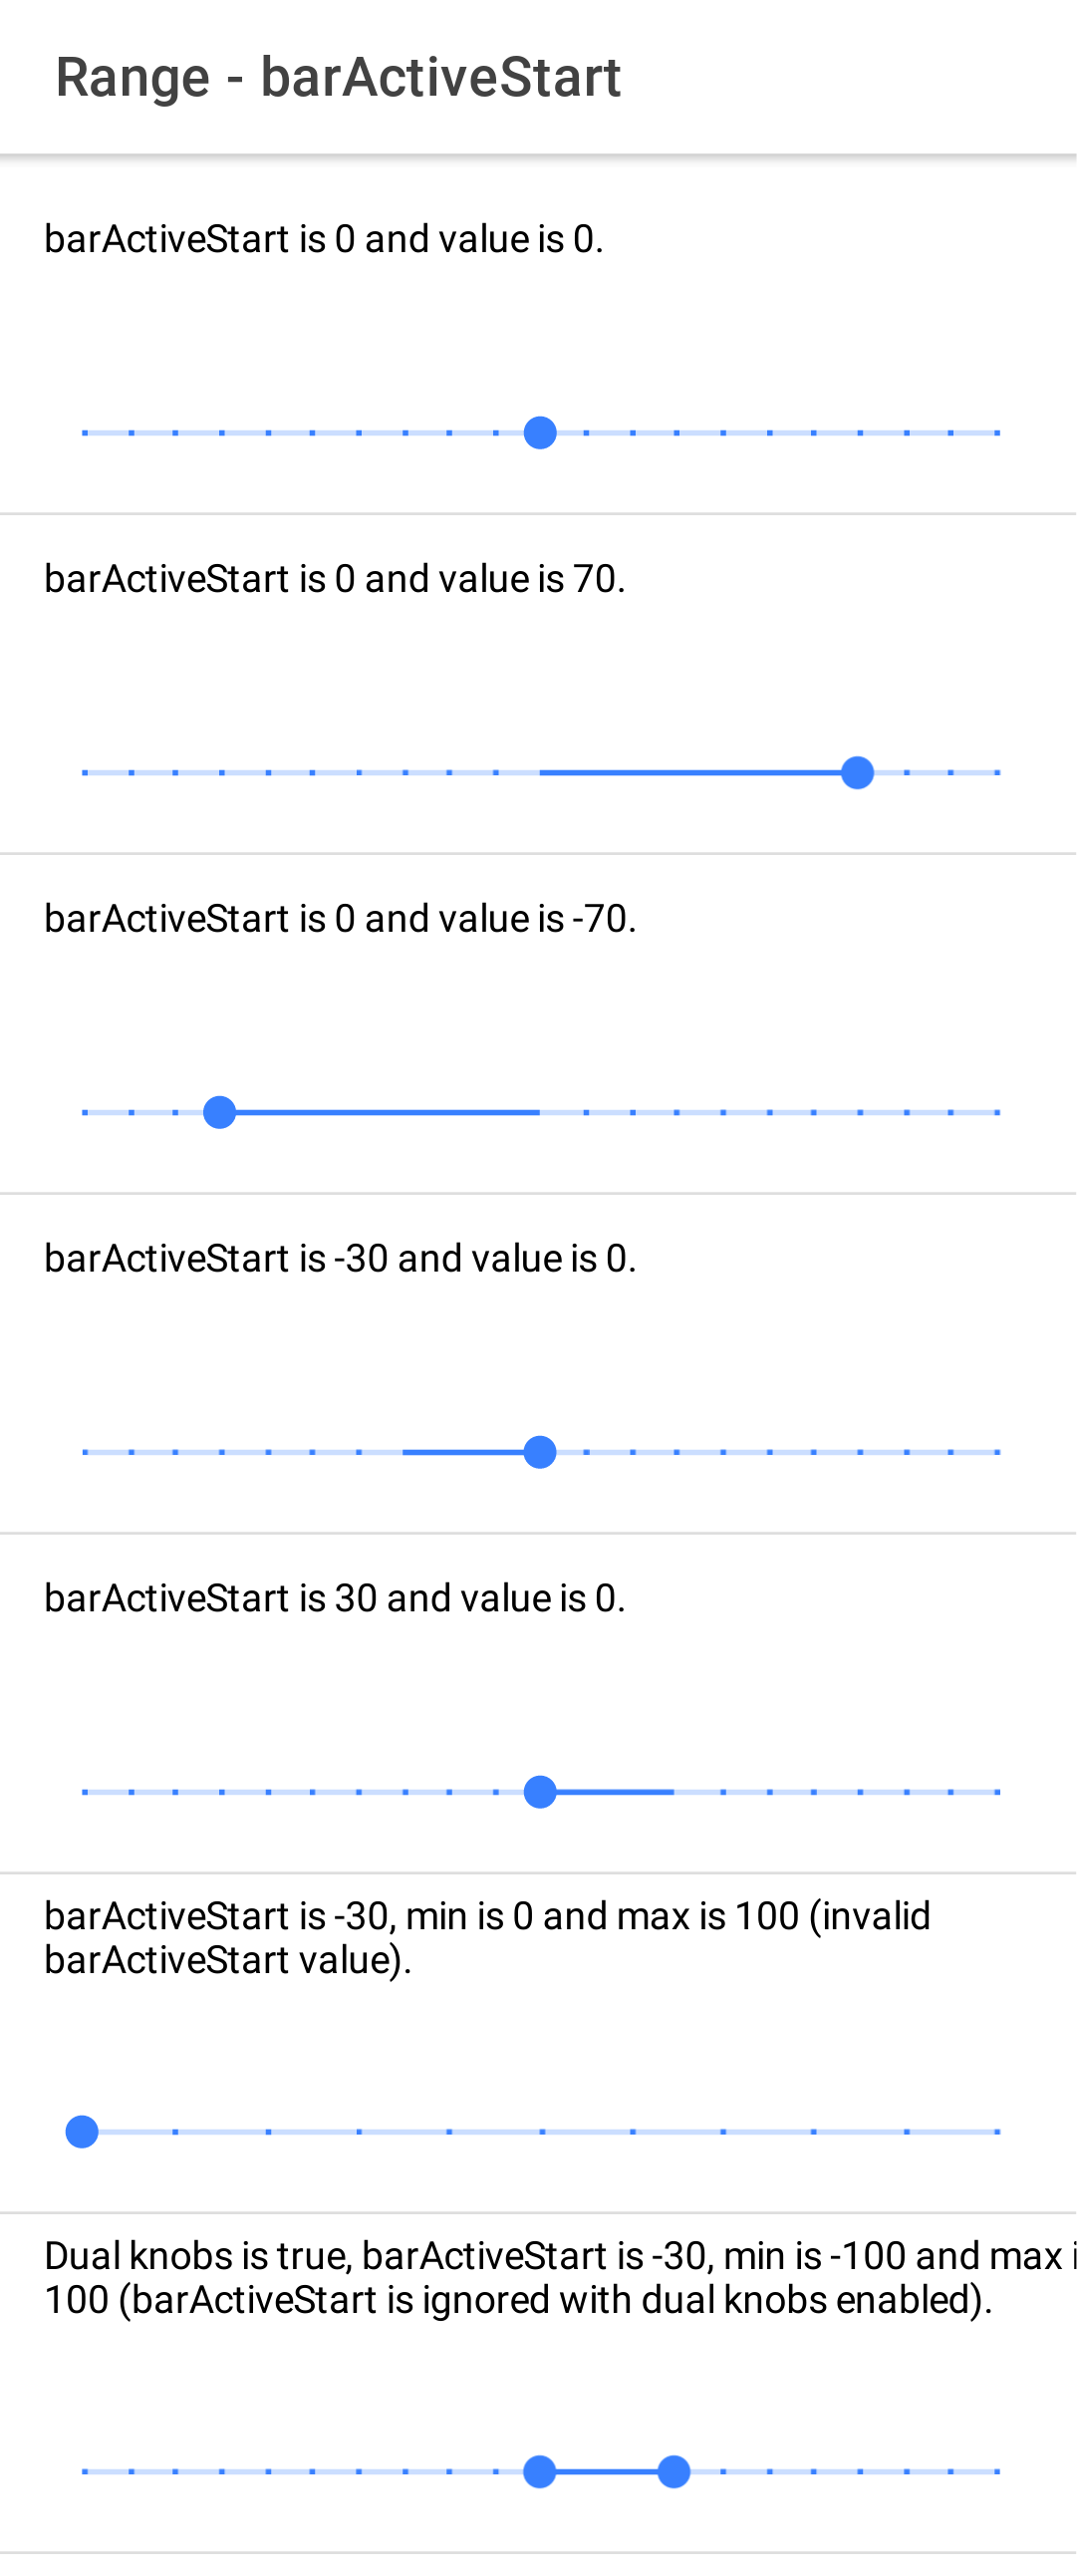 Range - barActiveStart
barActiveStart is 0 and value is 0.
barActiveStart is 0 and value is 70.
barActiveStart is 0 and value is -70.
barActiveStart is -30 and value is 0.
barActiveStart is 30 and value is 0.
barActiveStart is -30, min is 0 and max is 100 (invalid
barActiveStart value).
Dual knobs is true, barActiveStart is -30, min is -100 and max
100 (barActiveStart is ignored with dual knobs enabled).